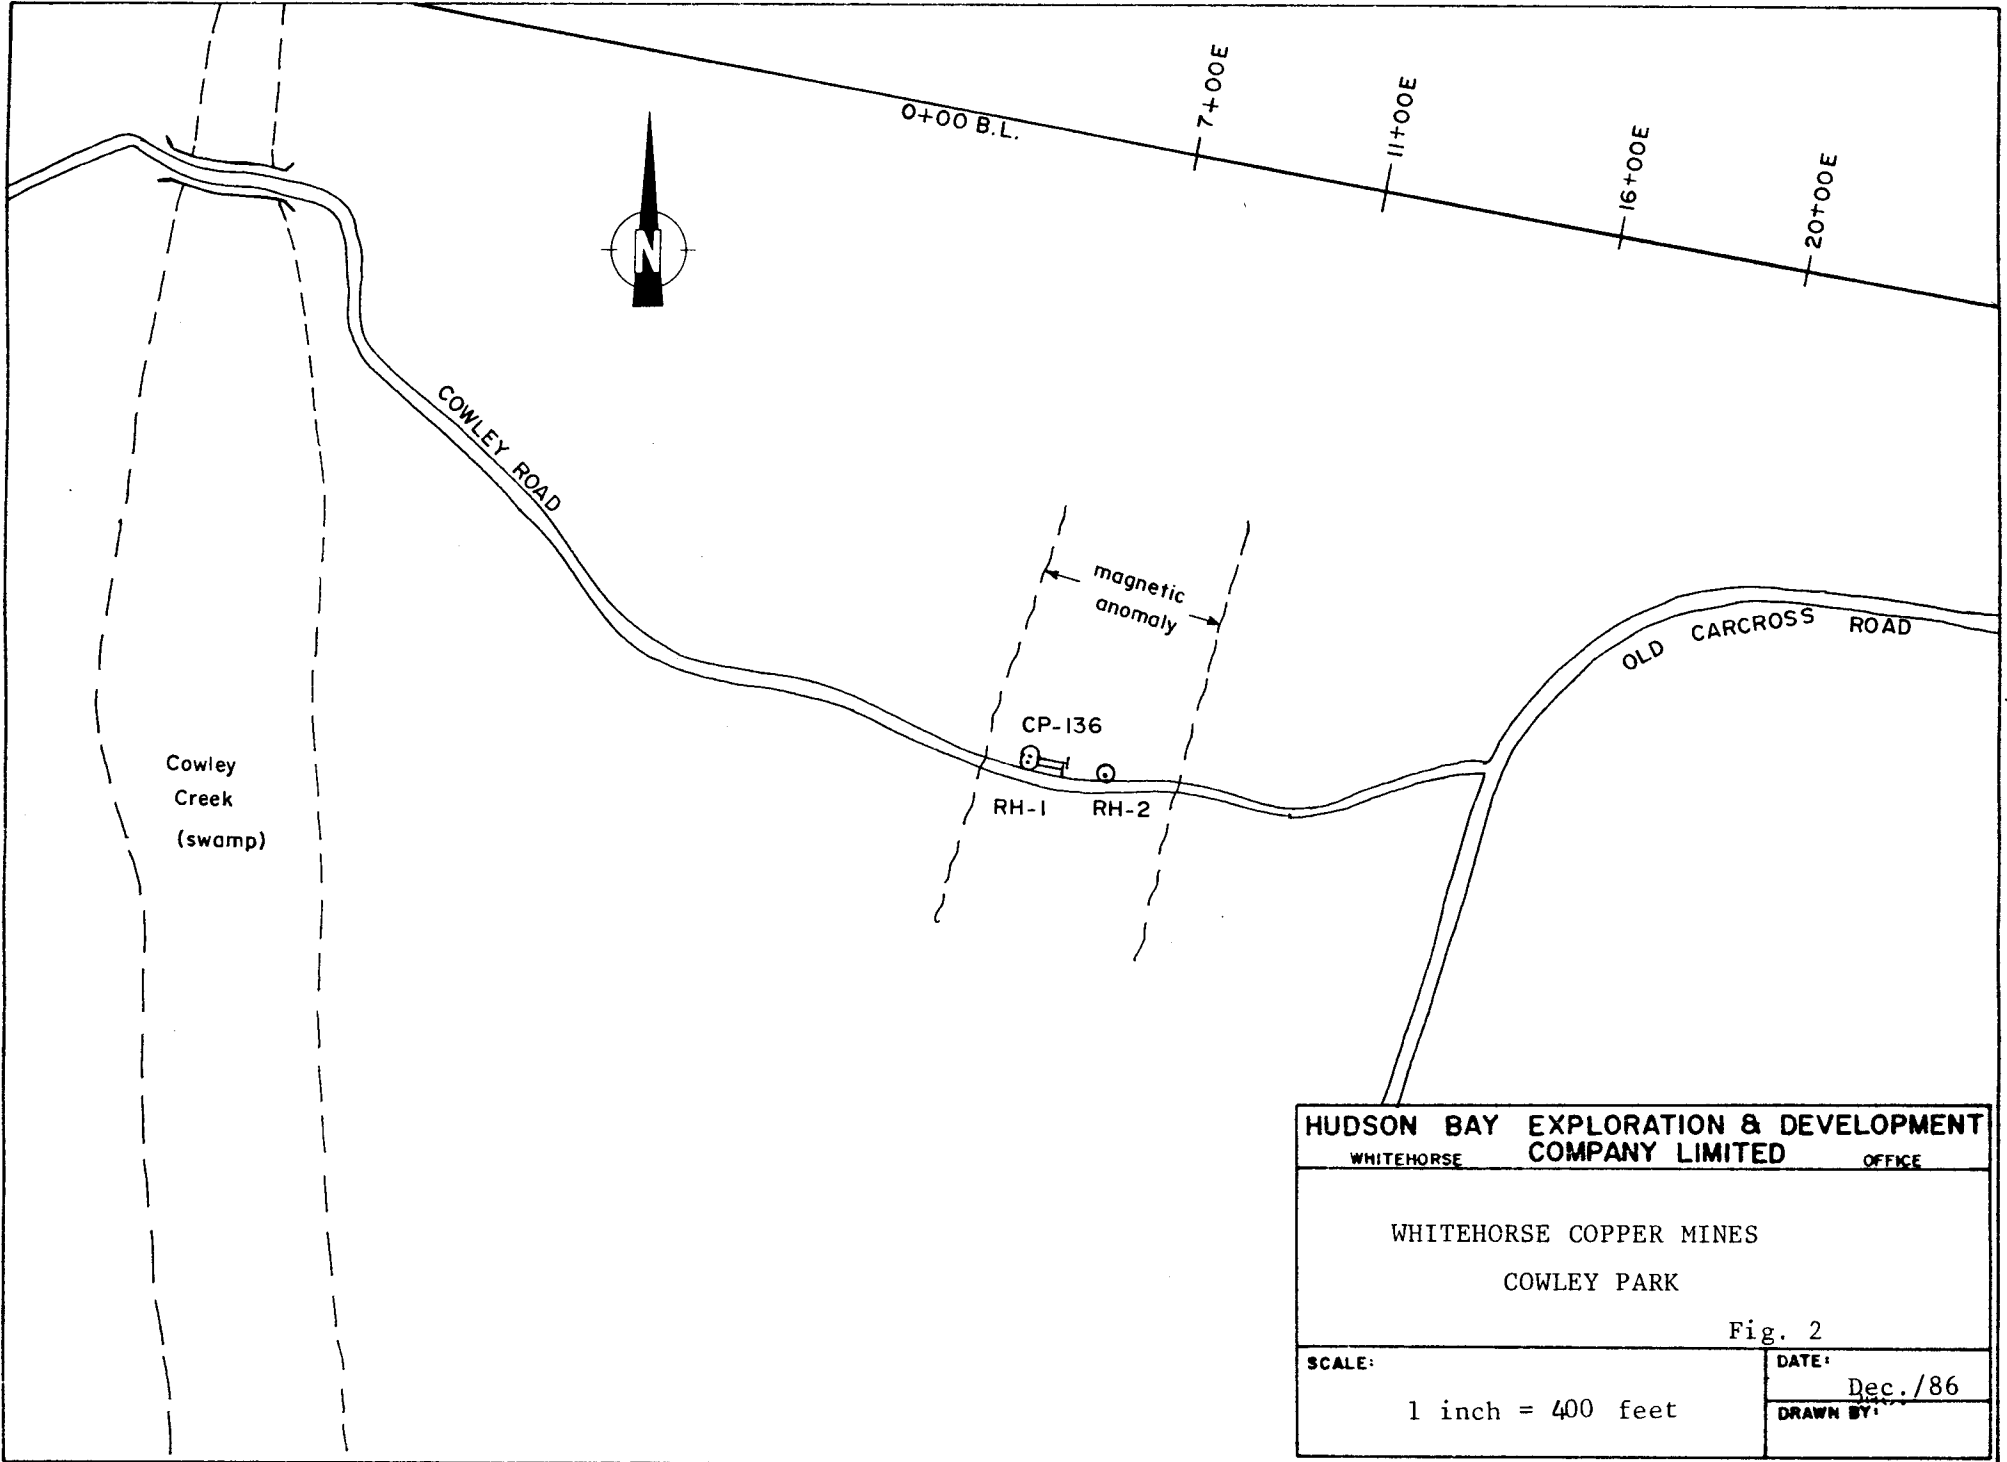 0+00 B.L.
7+00E
11+00E
16+00E
20+00E
N
COWLEY ROAD
magnetic
anomaly
OLD CARCROSS ROAD
CP-136
RH-1
RH-2
Cowley
Creek
(swamp)
HUDSON BAY EXPLORATION & DEVELOPMENT
WHITEHORSE COMPANY LIMITED OFFICE
WHITEHORSE COPPER MINES
COWLEY PARK
Fig. 2
SCALE:
1 inch = 400 feet
DATE:
Dec./86
DRAWN BY: